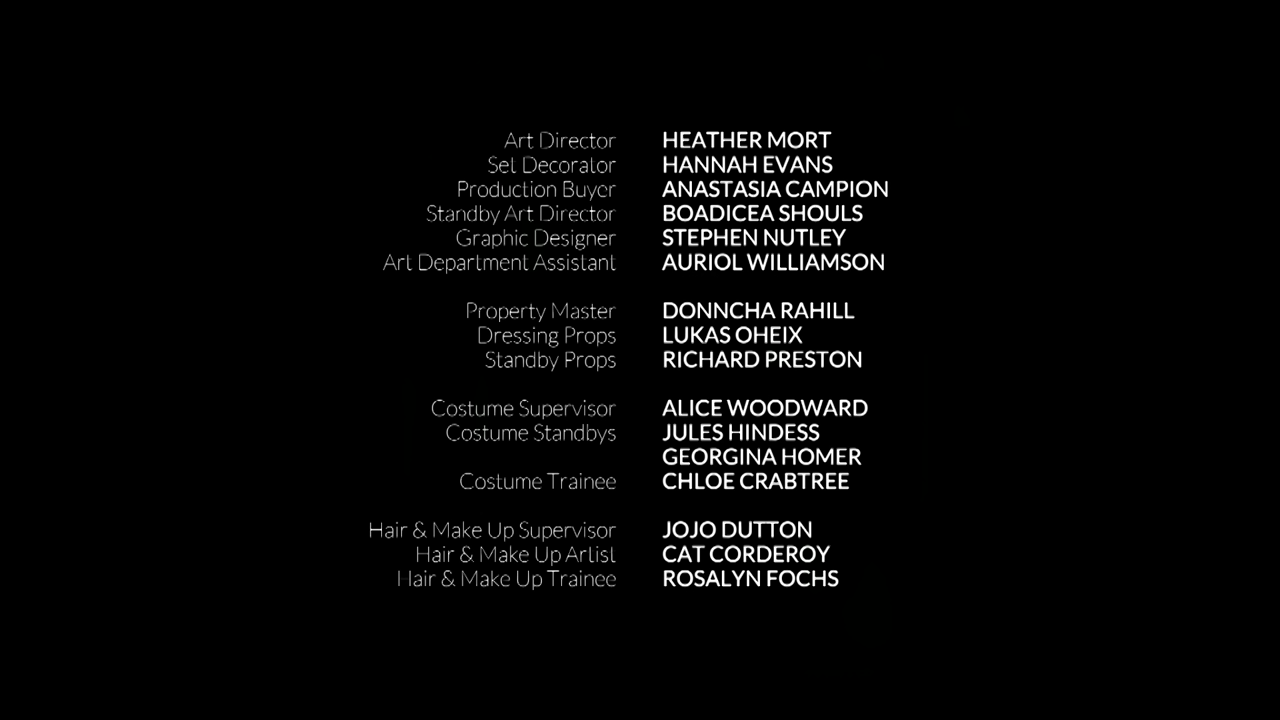 Art Director HEATHER MORT
Set Decorator HANNAH EVANS
Production Buyer ANASTASIA CAMPION
Standby Art Director BOADICEA SHOULS
Graphic Designer STEPHEN NUTLEY
Art Department Assistant AURIOL WILLIAMSON
Property Master DONNCHA RAHILL
Dressing Props LUKAS OHEIX
Standby Props RICHARD PRESTON
Costume Supervisor ALICE WOODWARD
Costume Standbys JULES HINDESS
GEORGINA HOMER
Costume Trainee CHLOE CRABTREE
Hair & Make Up Supervisor JOJO DUTTON
Hair & Make Up Artist CAT CORDEROY
Hair & Make Up Trainee ROSALYN FOCHS